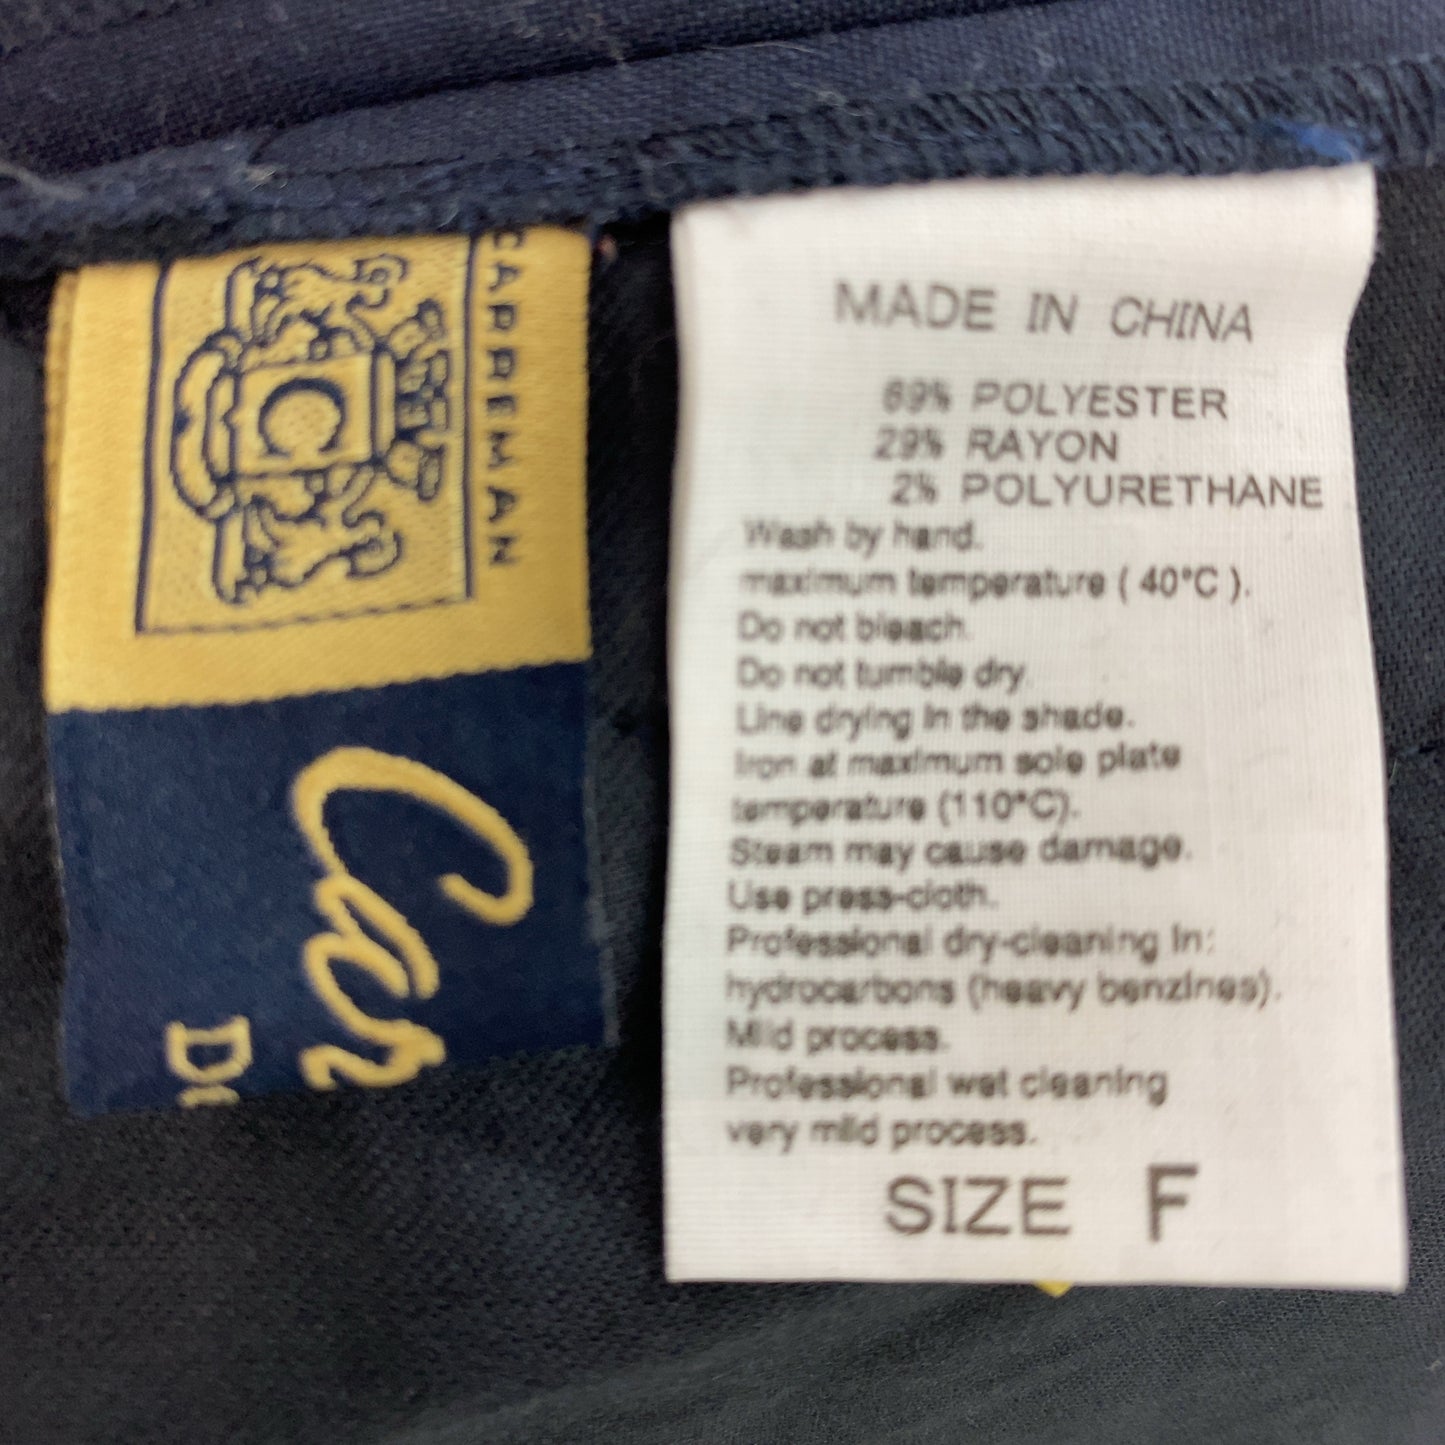 CARREMAN
C
Car
MADE IN CHINA
69% POLYESTER
29% RAYON
2% POLYURETHANE
Wash by hand.
maximum temperature ( 40°C ).
Do not bleach.
Do not tumble dry.
Line drying in the shade.
Iron at maximum sole plate
temperature (110°C).
Steam may cause damage.
Use press-cloth.
Professional dry-cleaning in:
hydrocarbons (heavy benzines).
Mild process.
Professional wet cleaning
very mild process.
SIZE F